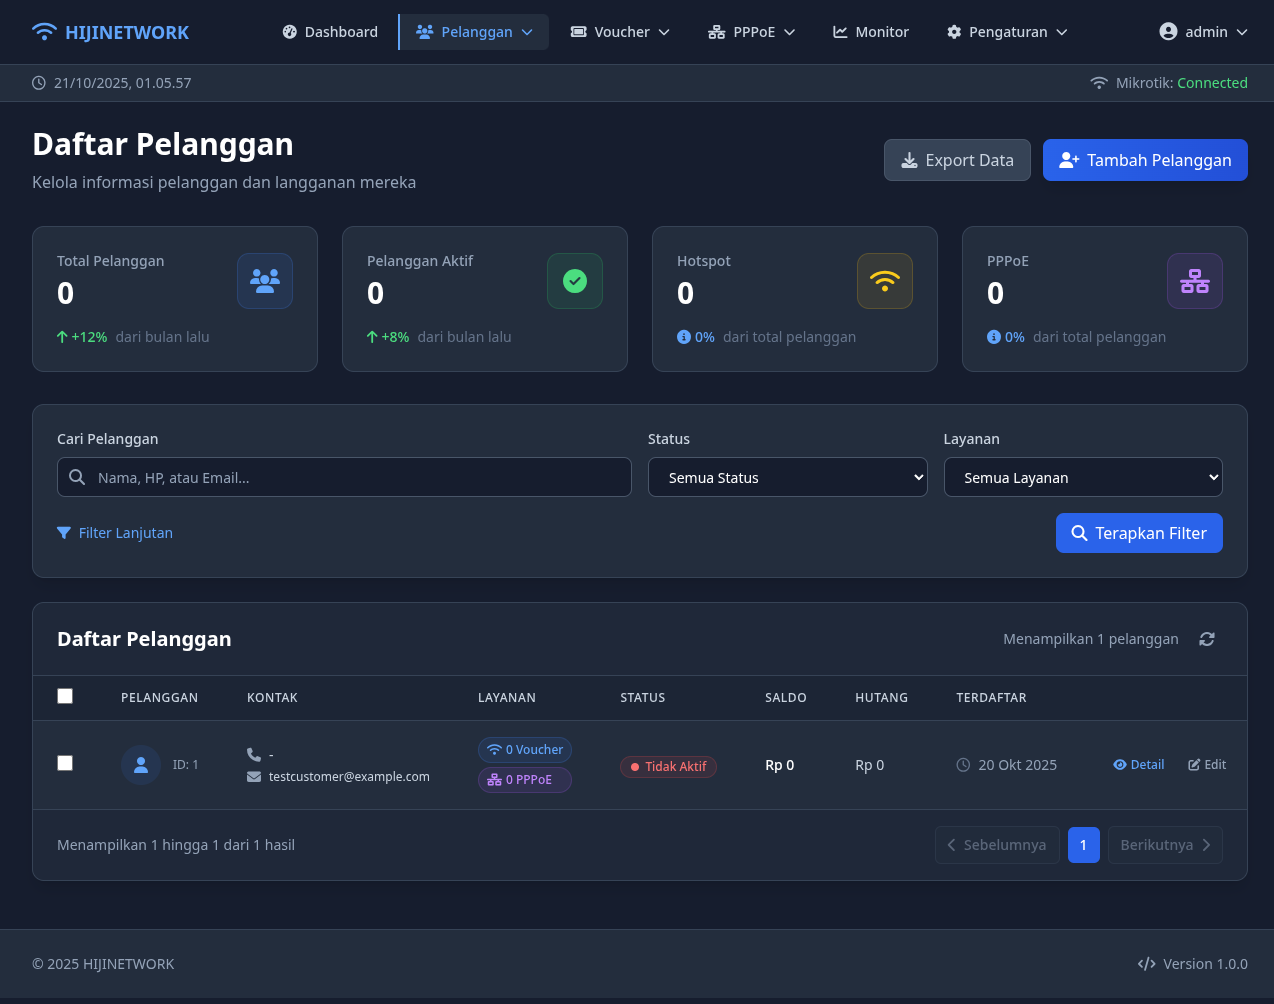 HIJINETWORK Dashboard Pelanggan Voucher PPPoE Monitor Pengaturan admin
21/10/2025, 01.05.57 Mikrotik: Connected
Daftar Pelanggan
Kelola informasi pelanggan dan langganan mereka
Export Data Tambah Pelanggan
Total Pelanggan
0
+12% dari bulan lalu
Pelanggan Aktif
0
+8% dari bulan lalu
Hotspot
0
0% dari total pelanggan
PPPoE
0
0% dari total pelanggan
Cari Pelanggan Status Layanan
Nama, HP, atau Email... Semua Status Semua Layanan
Filter Lanjutan Terapkan Filter
Daftar Pelanggan Menampilkan 1 pelanggan
PELANGGAN KONTAK LAYANAN STATUS SALDO HUTANG TERDAFTAR
ID: 1
-
testcustomer@example.com
0 Voucher
0 PPPoE
Tidak Aktif
Rp 0
Rp 0
20 Okt 2025
Detail Edit
Menampilkan 1 hingga 1 dari 1 hasil Sebelumnya 1 Berikutnya
© 2025 HIJINETWORK Version 1.0.0